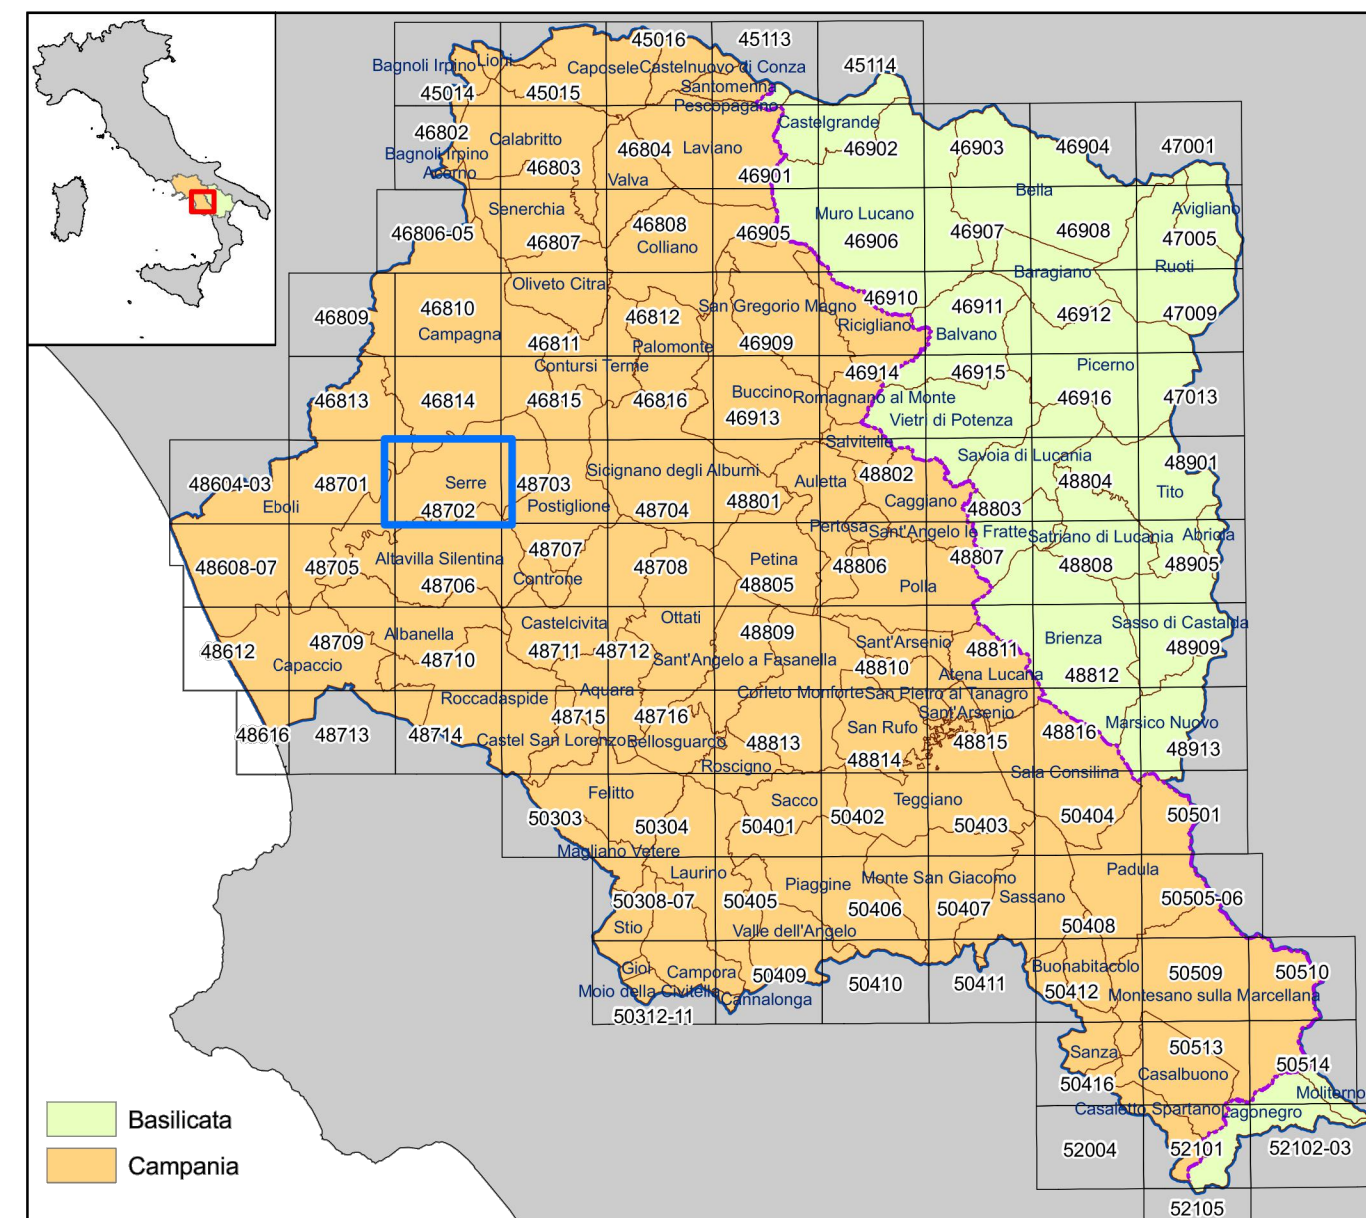 45016
45113
Bagnoli Irpino
Lioni
Caposele
Castelnuovo di Conza
45114
45014
45015
Santomenna
Pescopagano
46802
Calabritto
46804
Laviano
Castelgrande
46902
46903
46904
47001
Bagnoli Irpino
Acerno
46803
Valva
46901
Bella
Senerchia
46808
Muro Lucano
Avigliano
46806-05
46807
Colliano
46905
46906
46907
46908
47005
Oliveto Citra
Baragiano
Ruoti
46809
46810
Campagna
46812
San Gregorio Magno
46910
Ricigliano
46911
Balvano
46912
47009
46811
Palomonte
46909
Contursi Terme
46914
46915
Picerno
46813
46814
46815
46816
Buccino
46913
Romagnano al Monte
46916
47013
Vietri di Potenza
Salvitelle
Savoia di Lucania
48604-03
48701
Serre
48703
Sicignano degli Alburni
Auletta
48802
48804
48901
Eboli
48702
Postiglione
48704
48801
Caggiano
48803
Tito
Pertosa
Sant'Angelo le Fratte
Satriano di Lucania
Abriola
48608-07
48705
Altavilla Silentina
48706
48707
Controne
48708
Petina
48805
48806
Polla
48807
48808
48905
Albanella
Castelcivita
Ottati
48809
Sant'Arsenio
Brienza
Sasso di Castalda
48612
48709
Capaccio
48710
48711
48712
Sant'Angelo a Fasanella
48810
48811
48812
48909
Atena Lucana
Roccadaspide
Aquara
Corleto Monforte
San Pietro al Tanagro
48616
48713
48714
48715
48716
Castel San Lorenzo
Bellosguardo
48813
San Rufo
Sant'Arsenio
48815
48816
Marsico Nuovo
48913
Roscigno
48814
Sala Consilina
Felitto
Sacco
Teggiano
50303
50304
50401
50402
50403
50404
50501
Magliano Vetere
Laurino
Piaggine
Monte San Giacomo
Padula
50308-07
50405
50406
50407
Sassano
50505-06
Stio
Valle dell'Angelo
50408
Gioi
Campora
50409
50410
50411
Buonabitacolo
50412
50509
50510
Moio della Civitella
Cannalonga
Montesano sulla Marcellana
50312-11
Sanza
50513
50514
50416
Casalbuono
Moliterno
Casaletto Spartano
Lagonegro
52004
52101
52102-03
52105
Basilicata
Campania